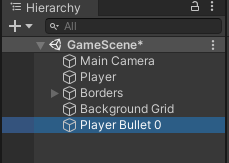 Hierarchy
All
GameScene*
Main Camera
Player
Borders
Background Grid
Player Bullet 0